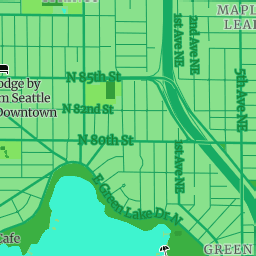 MAPL
LEA
1st Ave NE
2nd Ave NE
5th Ave NE
N 85th St
odge by
m Seattle
Downtown
N 82nd St
N 80th St
1st Ave NE
E Green Lake Dr N
Cafe
GREEN